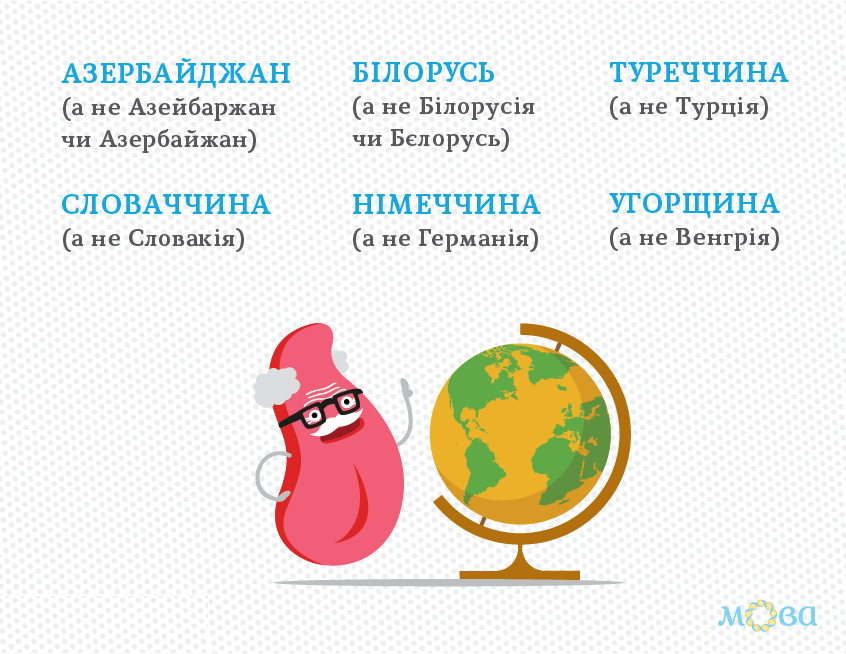 АЗЕРБАЙДЖАН
(а не Азейбаржан
чи Азербайжан)
БІЛОРУСЬ
(а не Білорусія
чи Бєлорусь)
ТУРЕЧЧИНА
(а не Турція)
СЛОВАЧЧИНА
(а не Словакія)
НІМЕЧЧИНА
(а не Германія)
УГОРЩИНА
(а не Венгрія)
мова